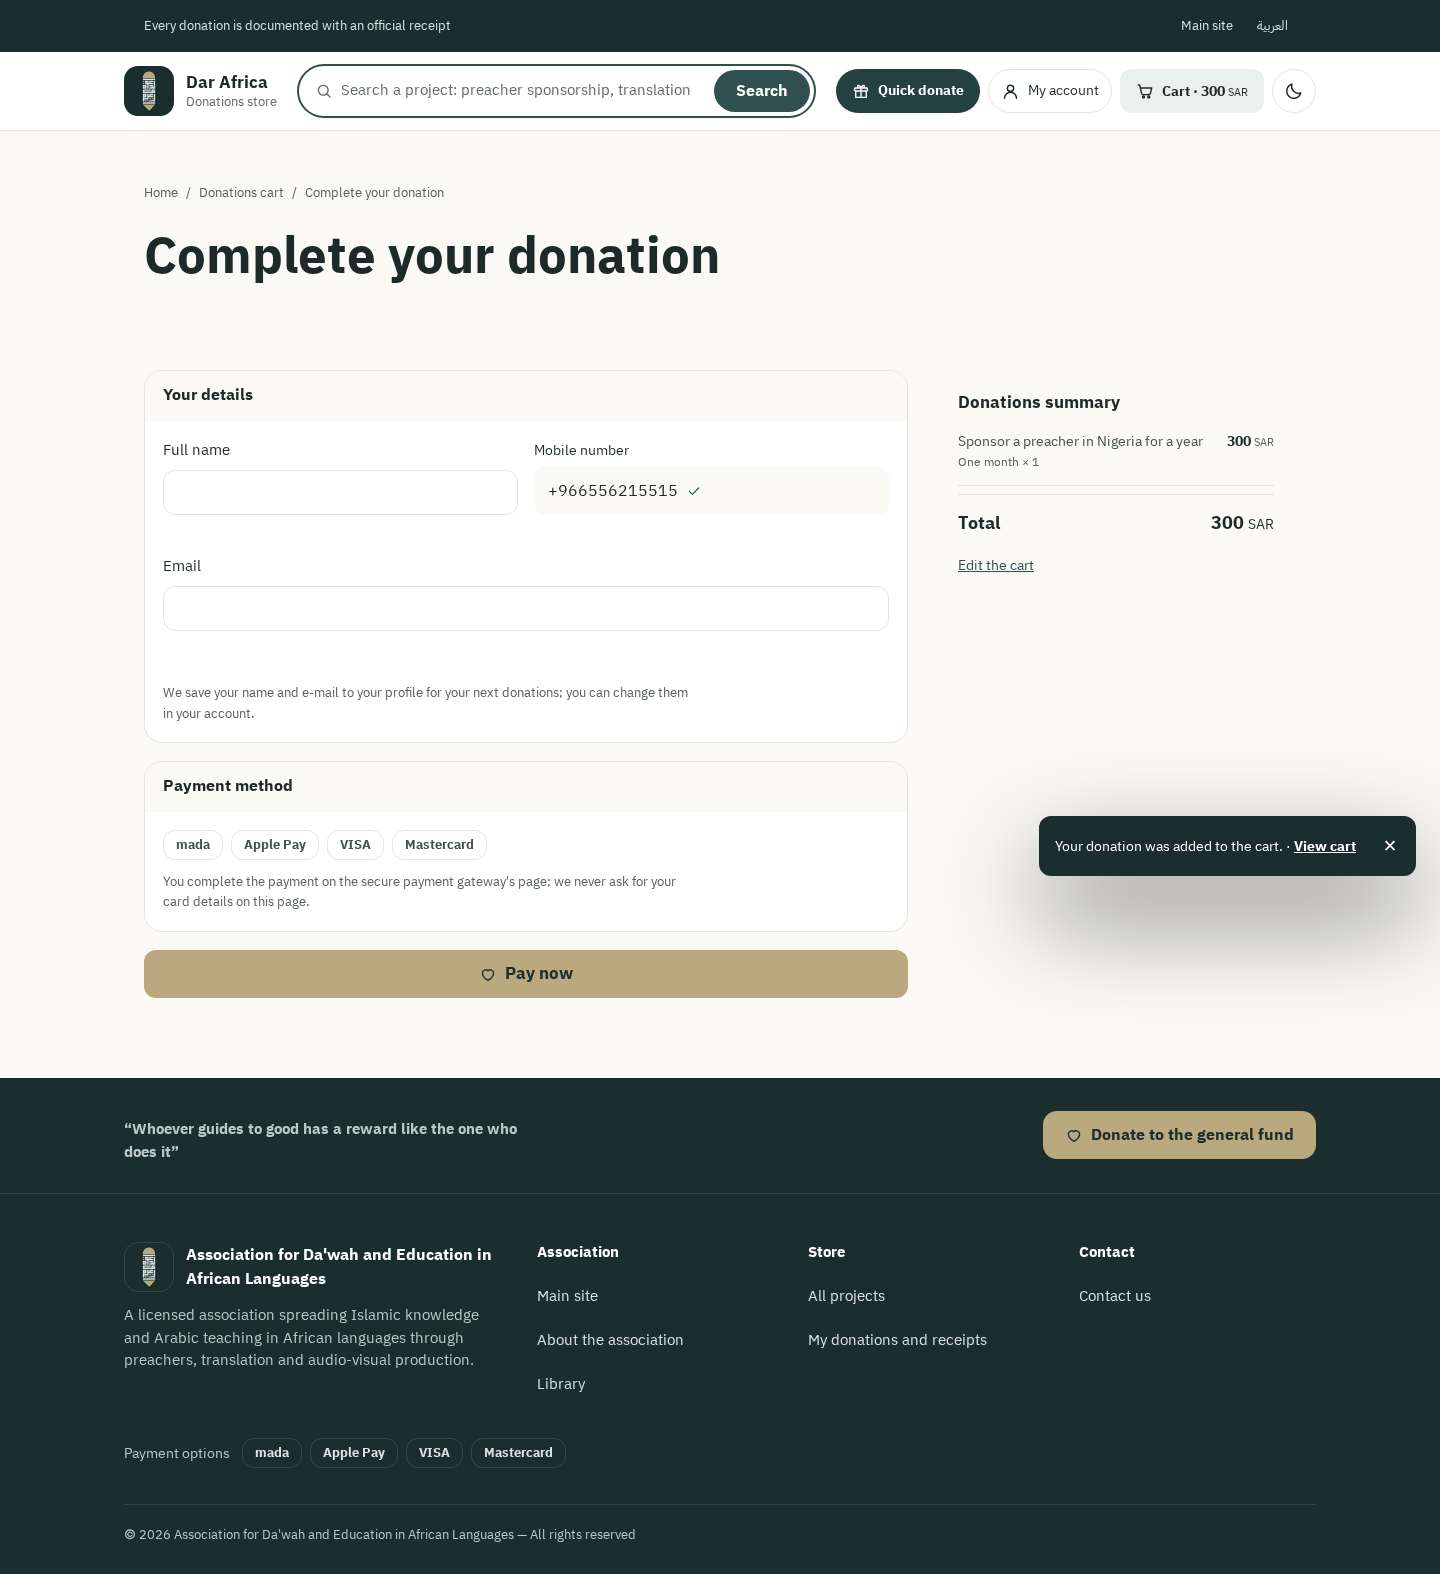 Every donation is documented with an official receipt
Main site
العربية
Dar Africa
Donations store
Search a project: preacher sponsorship, translation
Search
Quick donate
My account
Cart · 300 SAR
Home / Donations cart / Complete your donation
Complete your donation
Your details
Full name
Mobile number
+966556215515
Email
We save your name and e-mail to your profile for your next donations; you can change them
in your account.
Payment method
mada
Apple Pay
VISA
Mastercard
You complete the payment on the secure payment gateway's page; we never ask for your
card details on this page.
Pay now
Donations summary
Sponsor a preacher in Nigeria for a year 300 SAR
One month × 1
Total 300 SAR
Edit the cart
Your donation was added to the cart. · View cart
“Whoever guides to good has a reward like the one who
does it”
Donate to the general fund
Association for Da'wah and Education in
African Languages
A licensed association spreading Islamic knowledge
and Arabic teaching in African languages through
preachers, translation and audio-visual production.
Association
Main site
About the association
Library
Store
All projects
My donations and receipts
Contact
Contact us
Payment options
mada
Apple Pay
VISA
Mastercard
© 2026 Association for Da'wah and Education in African Languages — All rights reserved